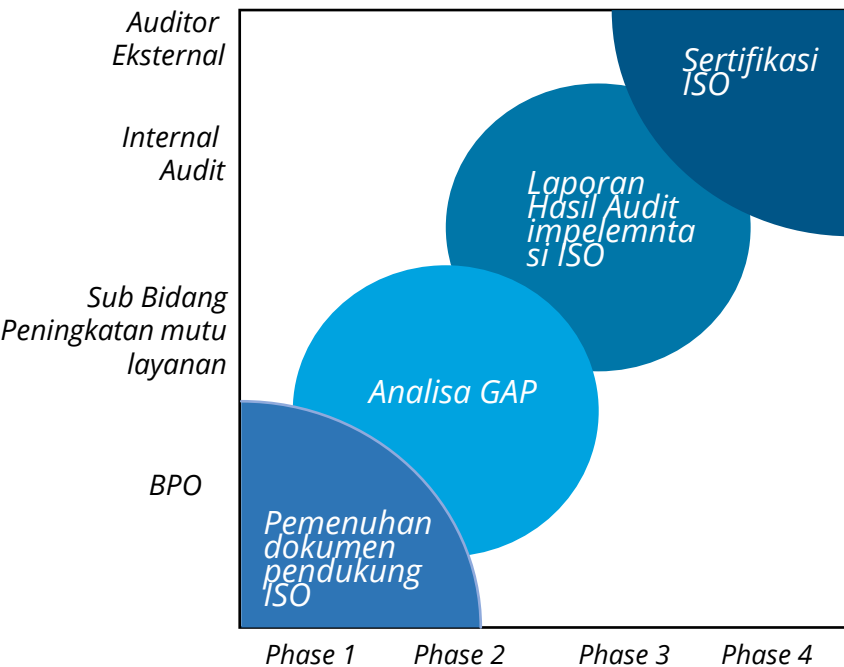 Auditor
Eksternal
Sertifikasi
ISO
Internal
Audit
Laporan
Hasil Audit
impelemnta
si ISO
Sub Bidang
Peningkatan mutu
layanan
Analisa GAP
BPO
Pemenuhan
dokumen
pendukung
ISO
Phase 1
Phase 2
Phase 3
Phase 4